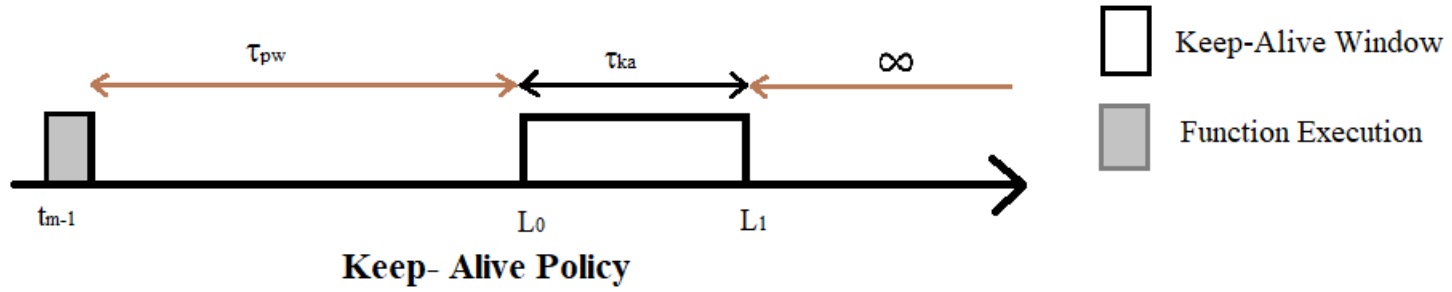 τpw
τka
∞
Keep-Alive Window
Function Execution
tm-1
L0
L1
Keep- Alive Policy